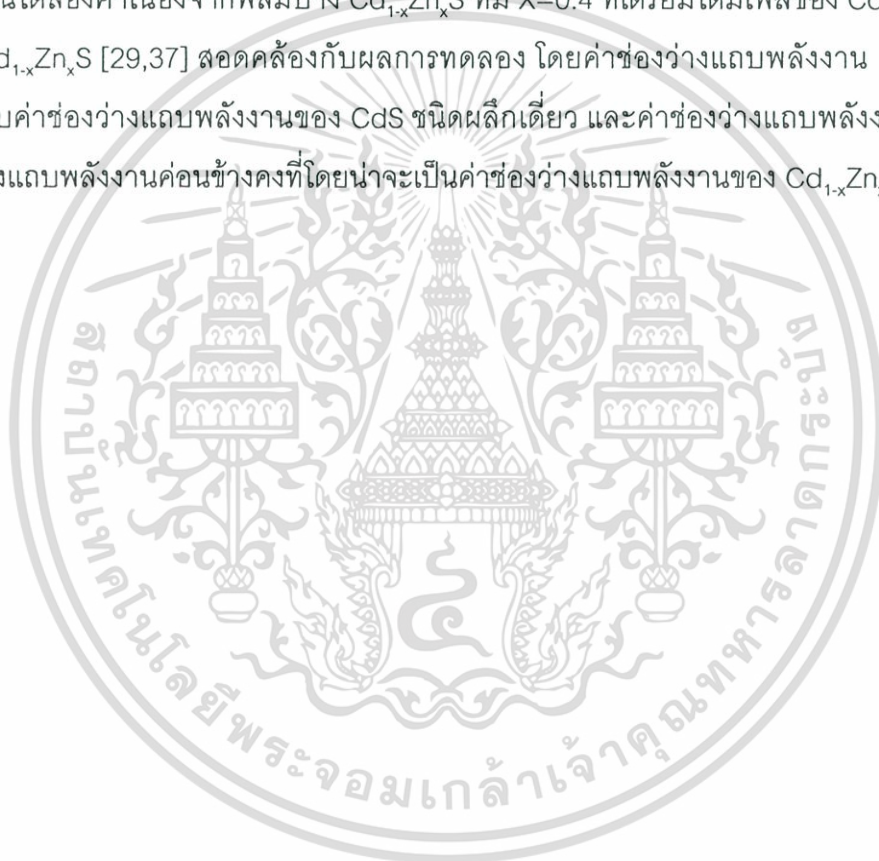 นได้สองค่าเนื่องจากฟิล์มบาง Cd₁₋ₓZnₓS ที่มี X=0.4 ที่เตรียมได้มีเฟสของ Cd
d₁₋ₓZnₓS [29,37] สอดคล้องกับผลการทดลอง โดยค่าช่องว่างแถบพลังงาน
บค่าช่องว่างแถบพลังงานของ CdS ชนิดผลึกเดี่ยว และค่าช่องว่างแถบพลังง
งแถบพลังงานค่อนข้างคงที่โดยน่าจะเป็นค่าช่องว่างแถบพลังงานของ Cd₁₋ₓZn
สถาบันเทคโนโลยีพระจอมเกล้าเจ้าคุณทหารลาดกระบัง
๔